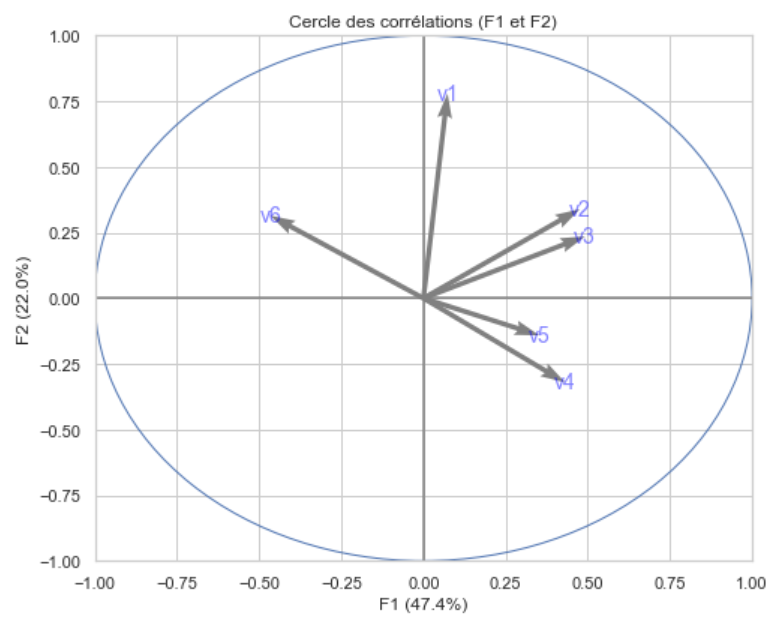 Cercle des corrélations (F1 et F2)
1.00
0.75
0.50
0.25
0.00
−0.25
−0.50
−0.75
−1.00
F2 (22.0%)
v1
v2
v6
v3
v5
v4
−1.00 −0.75 −0.50 −0.25 0.00 0.25 0.50 0.75 1.00
F1 (47.4%)